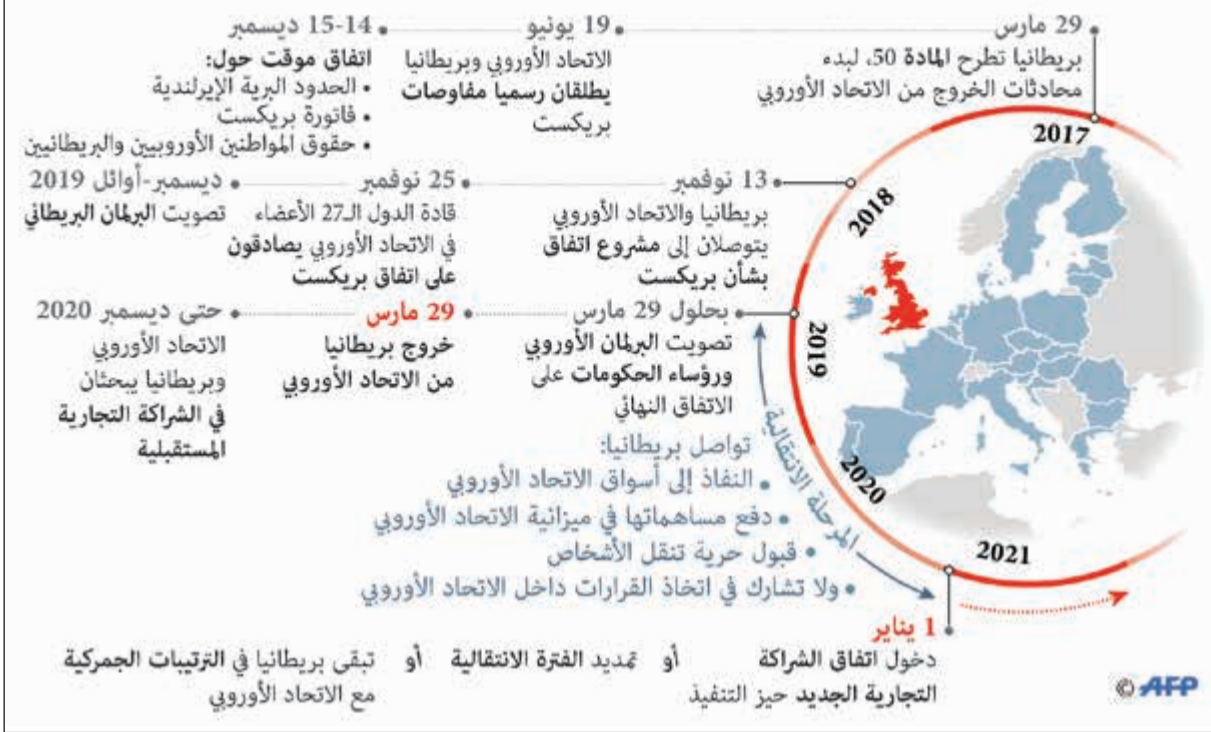 29 مارس
بريطانيا تطرح المادة 50، لبدء
محادثات الخروج من الاتحاد الأوروبي
19 يونيو
الاتحاد الأوروبي وبريطانيا
يطلقان رسميا مفاوضات
بريكست
14-15 ديسمبر
اتفاق موقت حول:
• الحدود البرية الإيرلندية
• فاتورة بريكست
• حقوق المواطنين الأوروبيين والبريطانيين
2017
13 نوفمبر
بريطانيا والاتحاد الأوروبي
يتوصلان إلى مشروع اتفاق
بشأن بريكست
25 نوفمبر
قادة الدول الـ27 الأعضاء
في الاتحاد الأوروبي يصادقون
على اتفاق بريكست
ديسمبر-أوائل 2019
تصويت البرلمان البريطاني
2018
بحلول 29 مارس
تصويت البرلمان الأوروبي
ورؤساء الحكومات على
الاتفاق النهائي
29 مارس
خروج بريطانيا
من الاتحاد الأوروبي
حتى ديسمبر 2020
الاتحاد الأوروبي
وبريطانيا يبحثان
في الشراكة التجارية
المستقبلية
2019
المرحلة الانتقالية
تواصل بريطانيا:
• النفاذ إلى أسواق الاتحاد الأوروبي
• دفع مساهماتها في ميزانية الاتحاد الأوروبي
• قبول حرية تنقل الأشخاص
• ولا تشارك في اتخاذ القرارات داخل الاتحاد الأوروبي
2020
2021
1 يناير
دخول اتفاق الشراكة
التجارية الجديد حيز التنفيذ
أو
تمديد الفترة الانتقالية
أو
تبقى بريطانيا في الترتيبات الجمركية
مع الاتحاد الأوروبي
© AFP